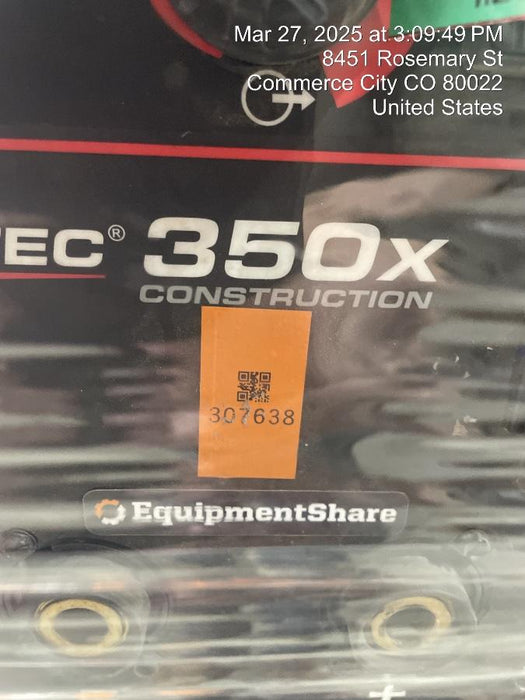 Mar 27, 2025 at 3:09:49 PM
8451 Rosemary St
Commerce City CO 80022
United States
EC® 350X
CONSTRUCTION
307638
EquipmentShare
+